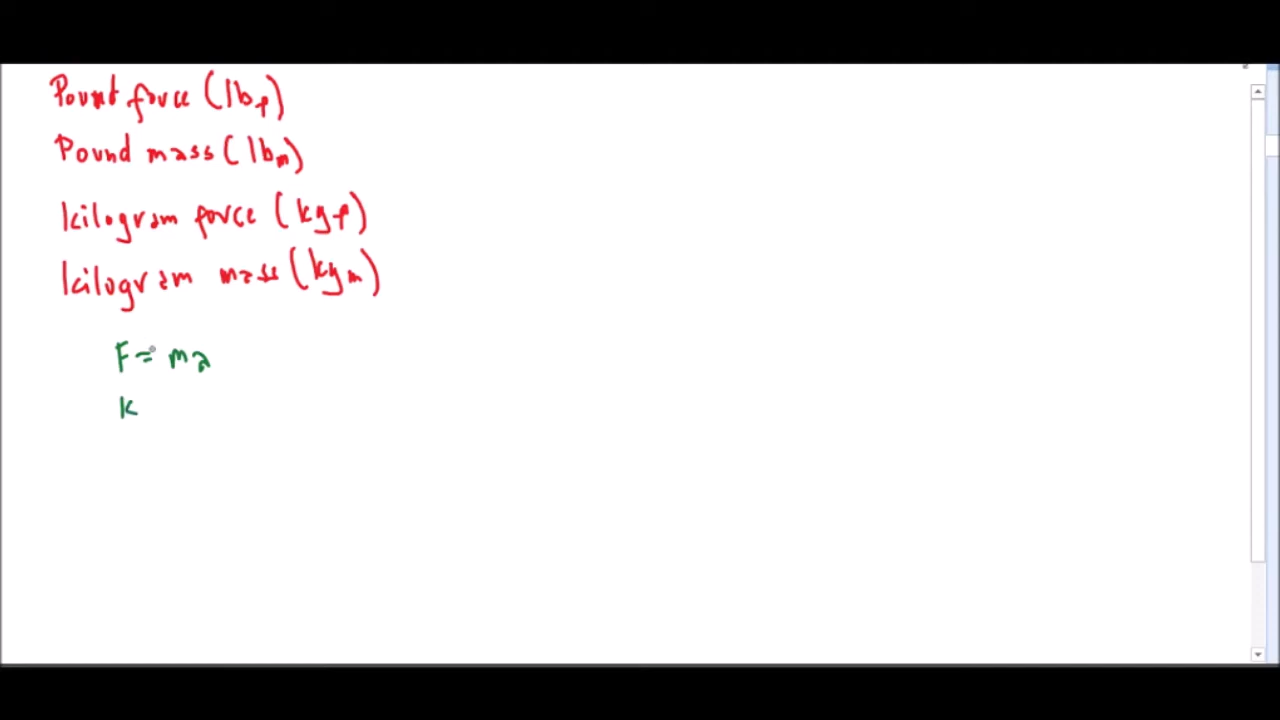 Pound force (lbf)
Pound mass (lbm)
kilogram force (kgf)
kilogram mass (kgm)
F = ma
k